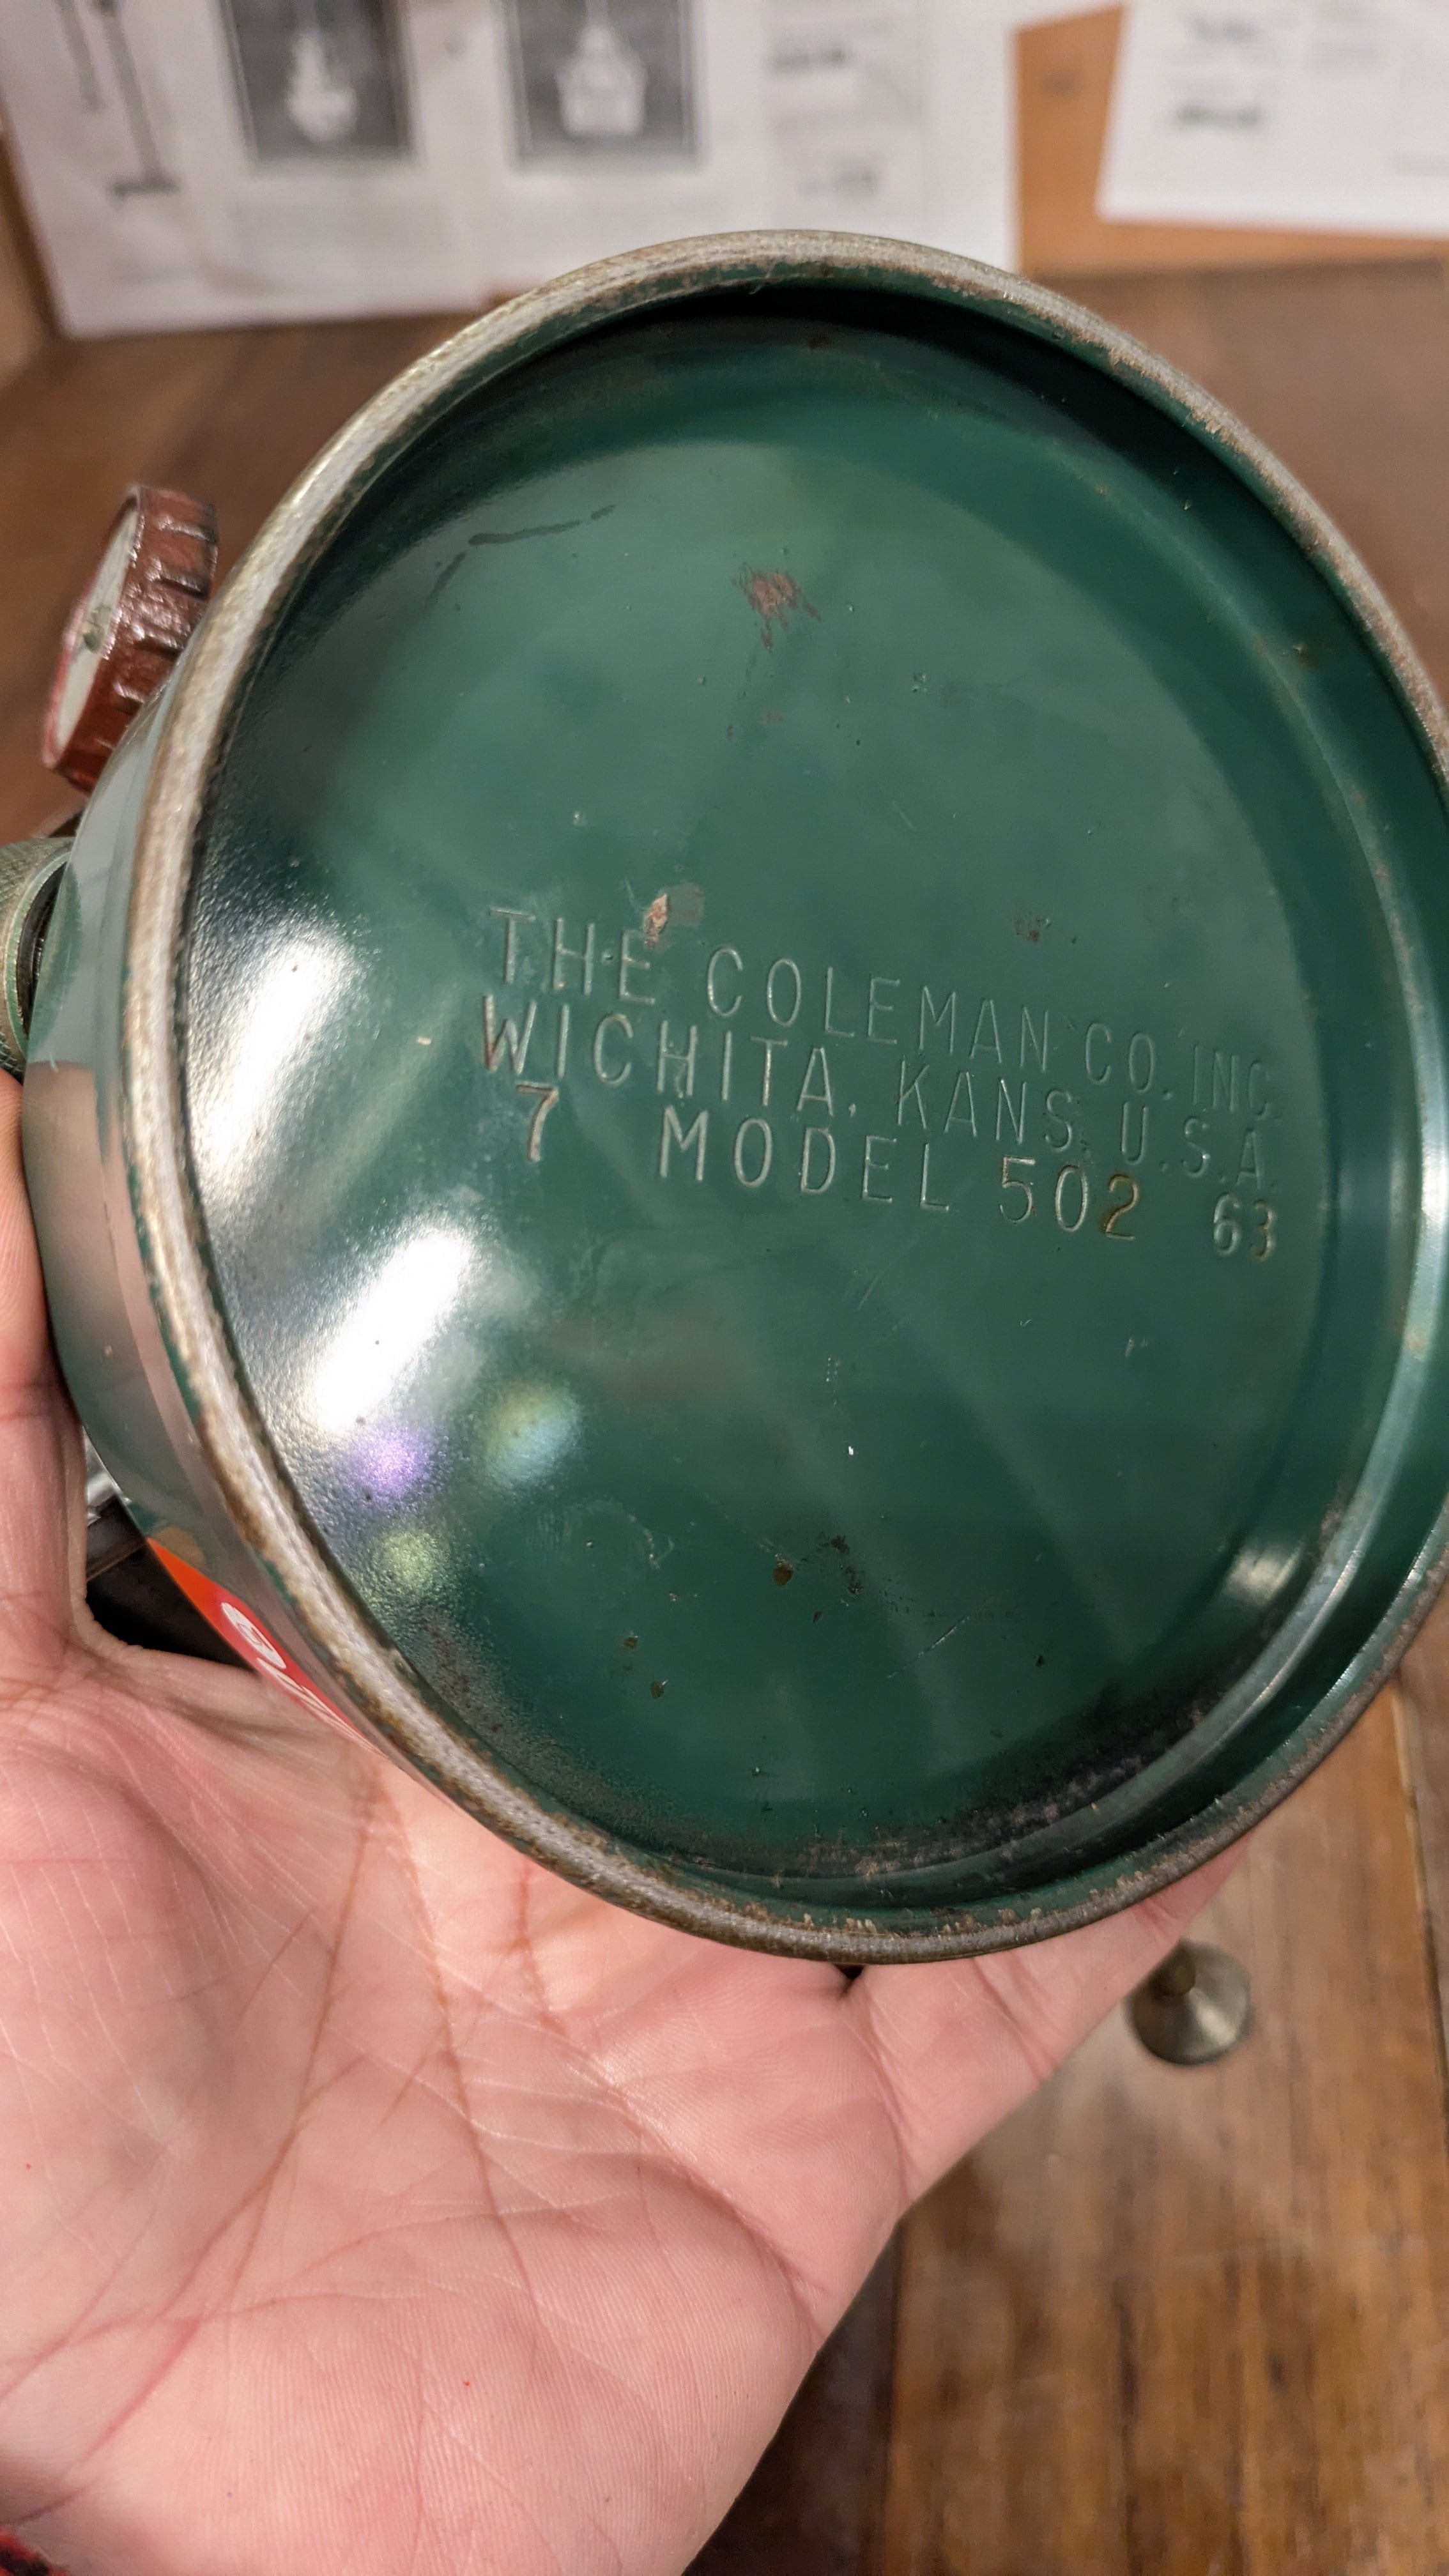 THE COLEMAN CO. INC.
WICHITA, KANS. U.S.A.
7 MODEL 502 63